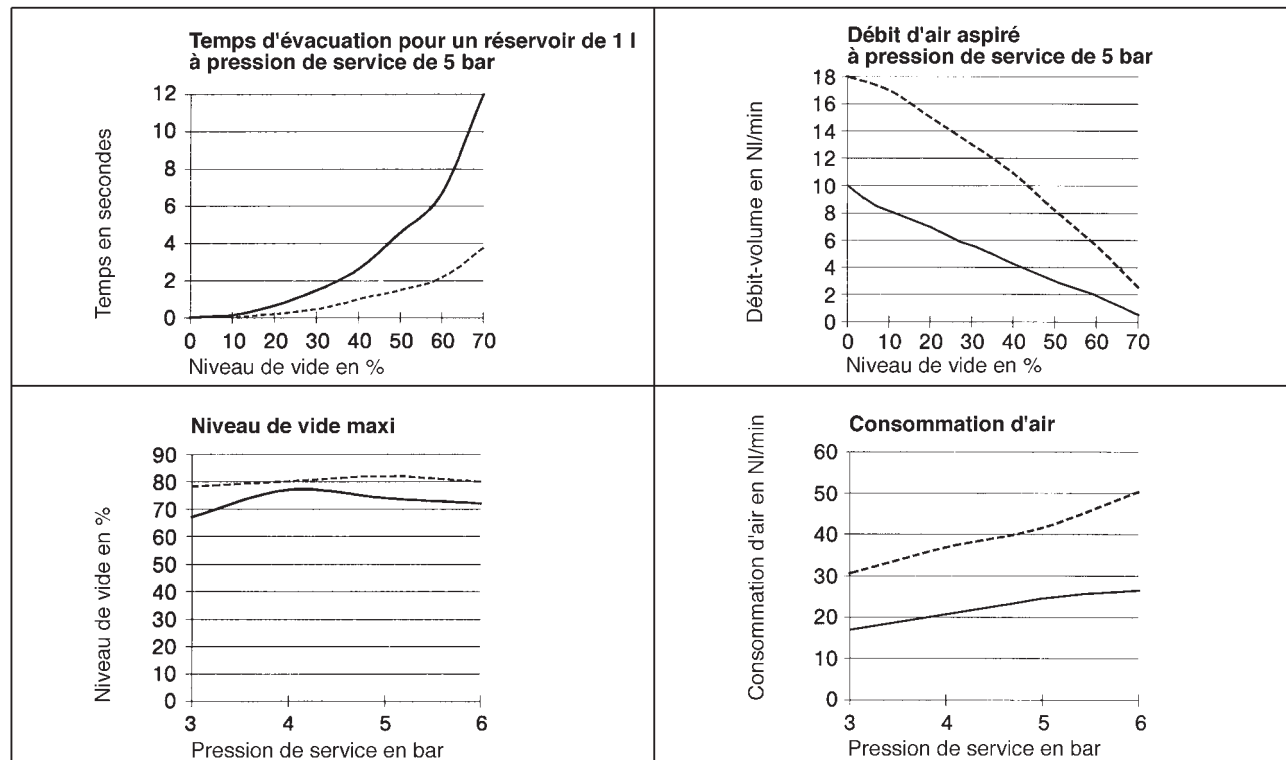 Temps d'évacuation pour un réservoir de 1 l
à pression de service de 5 bar
Temps en secondes
12
10
8
6
4
2
0
0 10 20 30 40 50 60 70
Niveau de vide en %
Débit d'air aspiré
à pression de service de 5 bar
Débit-volume en Nl/min
18
16
14
12
10
8
6
4
2
0
0 10 20 30 40 50 60 70
Niveau de vide en %
Niveau de vide maxi
Niveau de vide en %
90
80
70
60
50
40
30
20
10
0
3 4 5 6
Pression de service en bar
Consommation d'air
Consommation d'air en Nl/min
60
50
40
30
20
10
0
3 4 5 6
Pression de service en bar